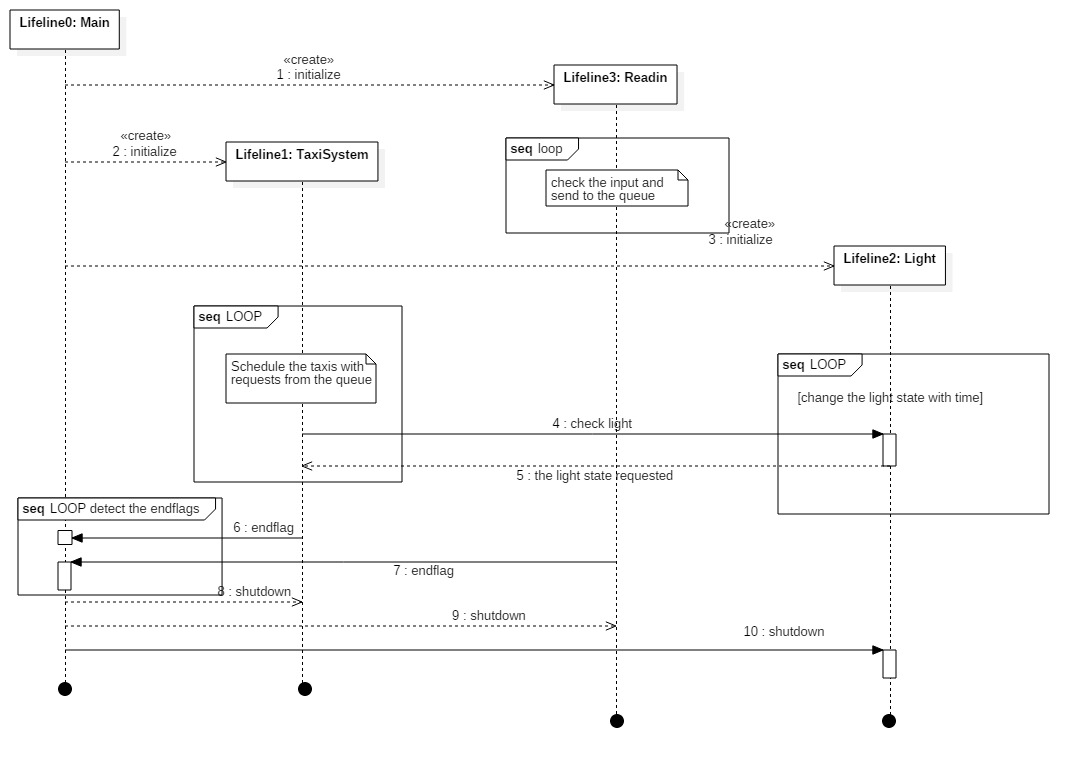 Lifeline0: Main
«create»
1 : initialize
Lifeline3: Readin
«create»
2 : initialize
Lifeline1: TaxiSystem
seq loop
check the input and
send to the queue
«create»
3 : initialize
Lifeline2: Light
seq LOOP
Schedule the taxis with
requests from the queue
seq LOOP
[change the light state with time]
4 : check light
5 : the light state requested
seq LOOP detect the endflags
6 : endflag
7 : endflag
8 : shutdown
9 : shutdown
10 : shutdown